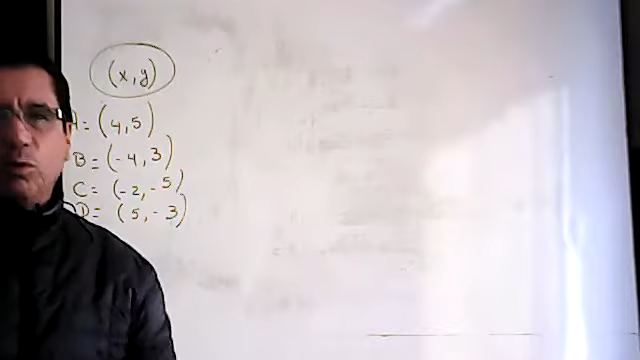 (x,y)
A = (4,5)
B = (-4,3)
C = (-2,-5)
D = (5,-3)